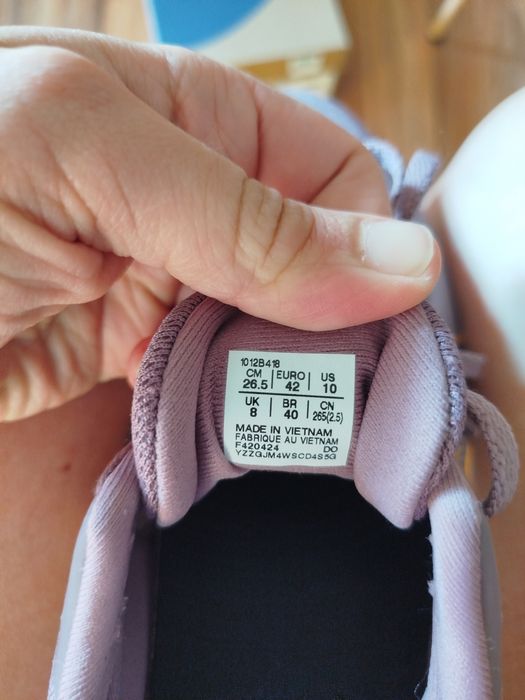 1012B418
CM EURO US
26.5 42 10
UK BR CN
8 40 265(2.5)
MADE IN VIETNAM
FABRIQUE AU VIETNAM
F420424 DO
YZZGJM4WSCD4S5G